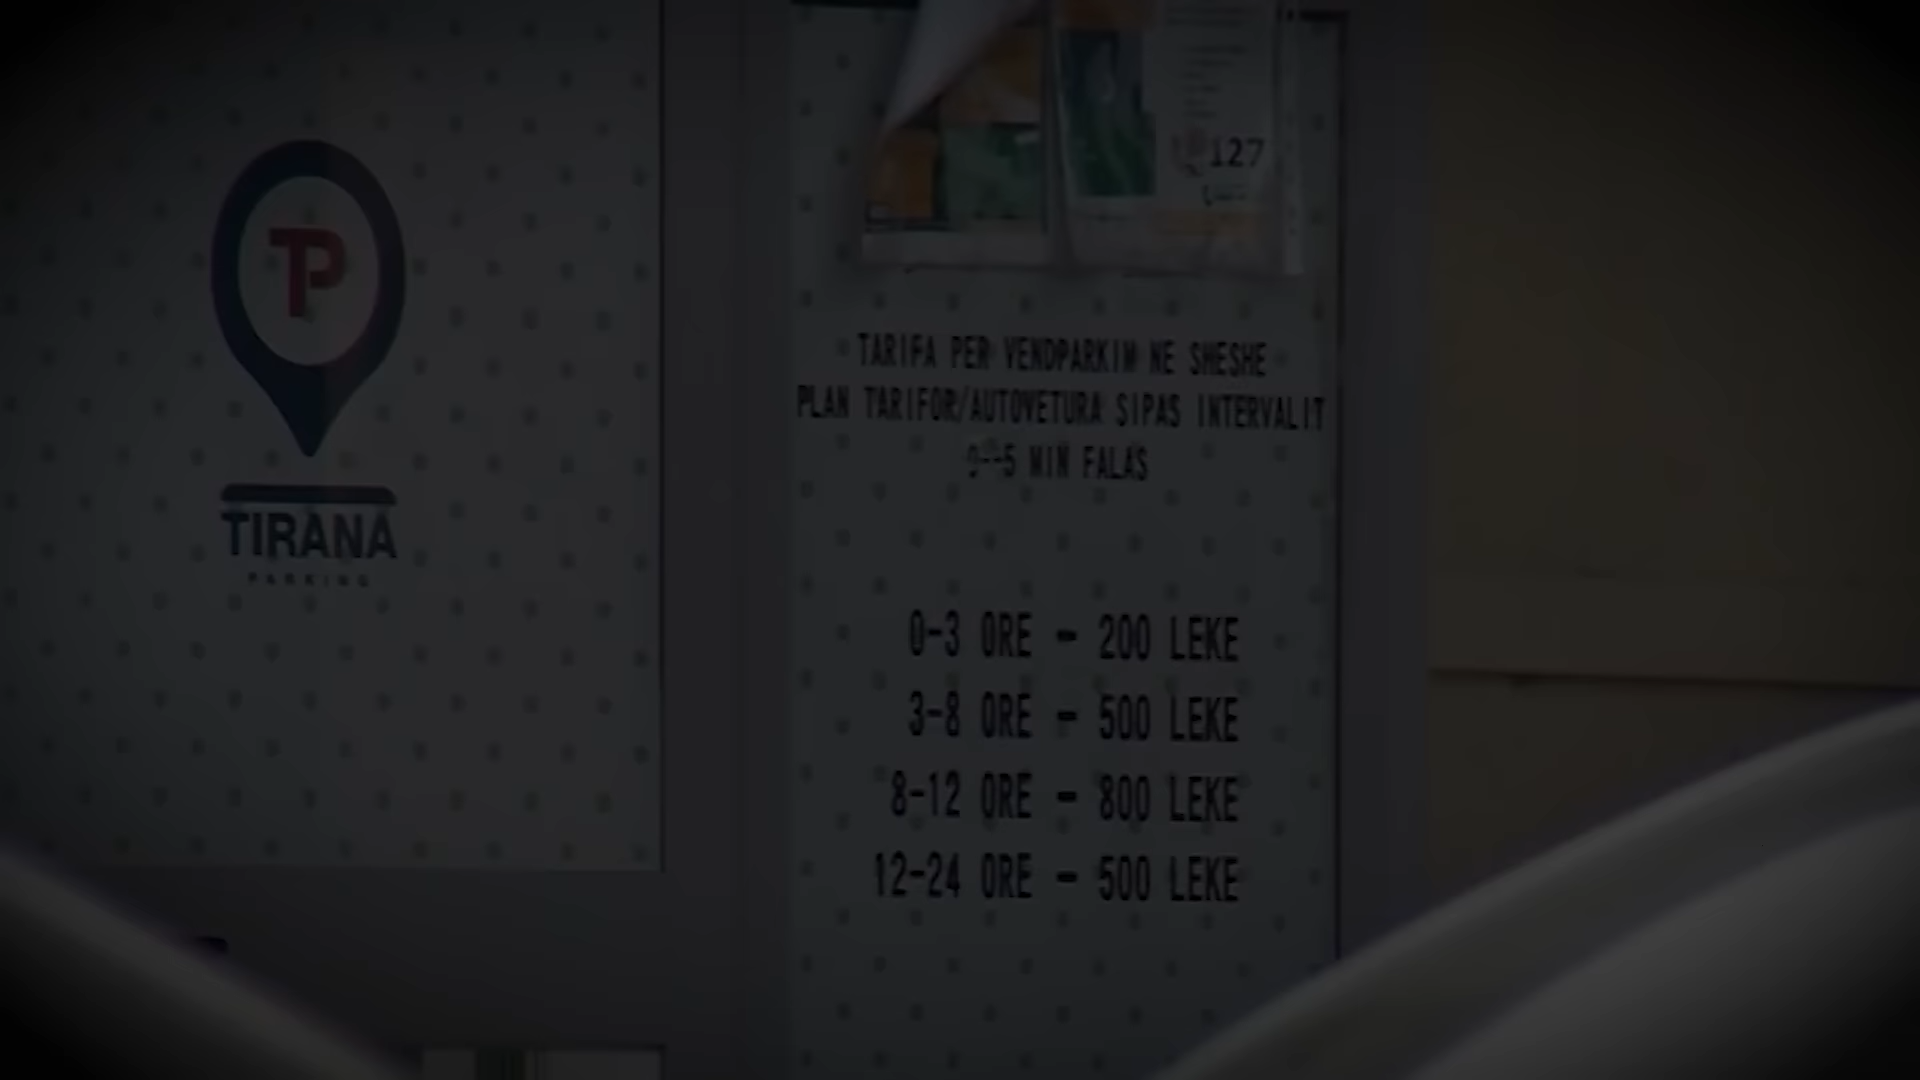 TP
TIRANA
PARKING
127
TARIFA PER VENDPARKIM NE SHESHE
PLAN TARIFOR/AUTOVETURA SIPAS INTERVALIT
0-5 MIN FALAS
0-3 ORE - 200 LEKE
3-8 ORE - 500 LEKE
8-12 ORE - 800 LEKE
12-24 ORE - 500 LEKE